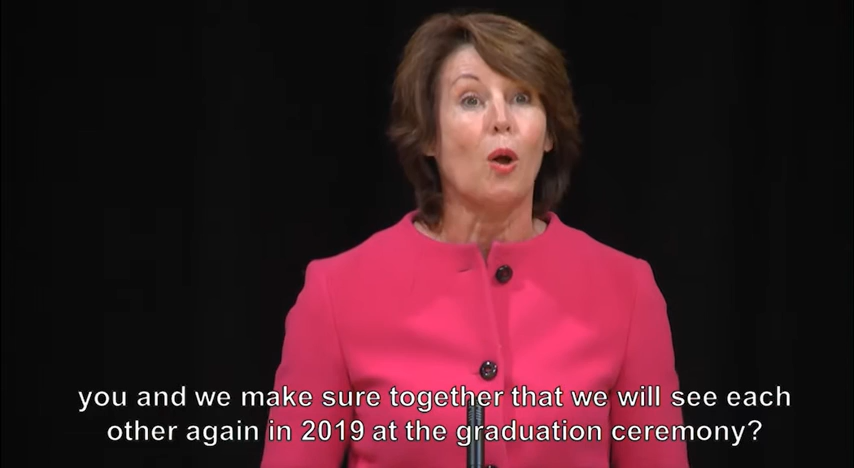 you and we make sure together that we will see each
other again in 2019 at the graduation ceremony?